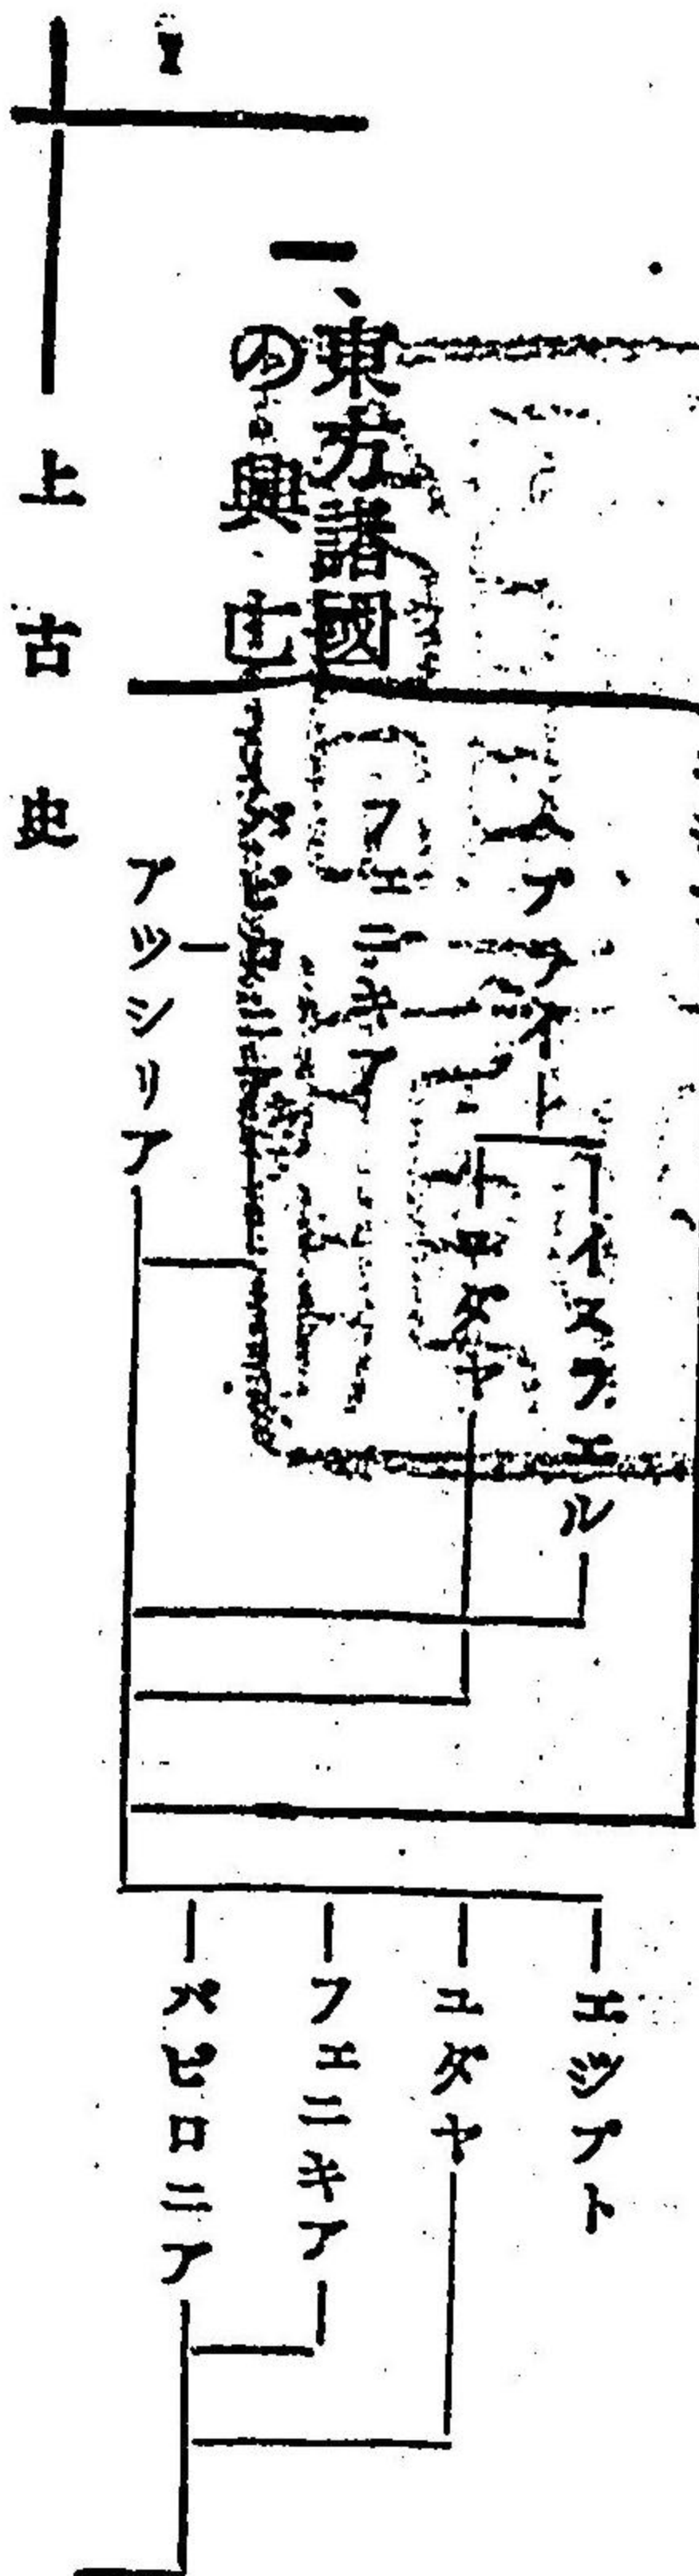 一、東方諸國
の興亡
ヘブライ
イスラエル
ユダヤ
フェニキア
バビロニア
アッシリア
エジプト
ユダヤ
フェニキア
バビロニア
上古史